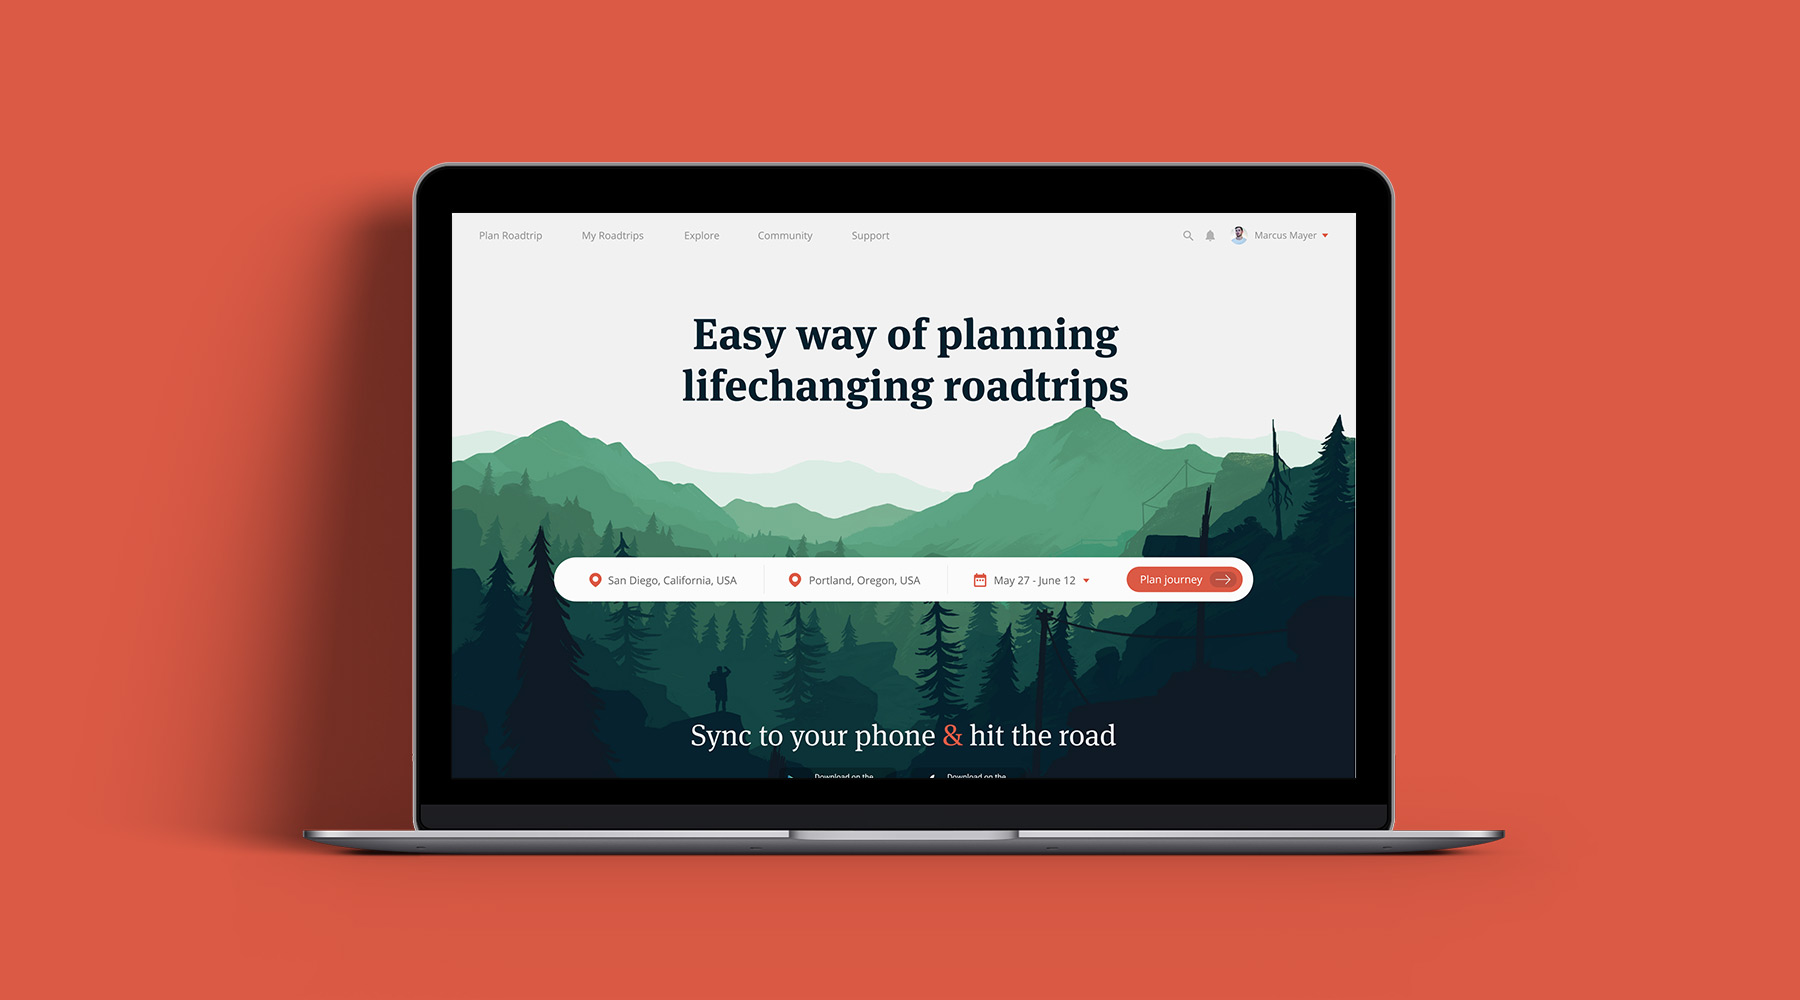 Plan Roadtrip My Roadtrips Explore Community Support Marcus Mayer
Easy way of planning
lifechanging roadtrips
San Diego, California, USA Portland, Oregon, USA May 27 - June 12 Plan journey
Sync to your phone & hit the road
Download on the Download on the